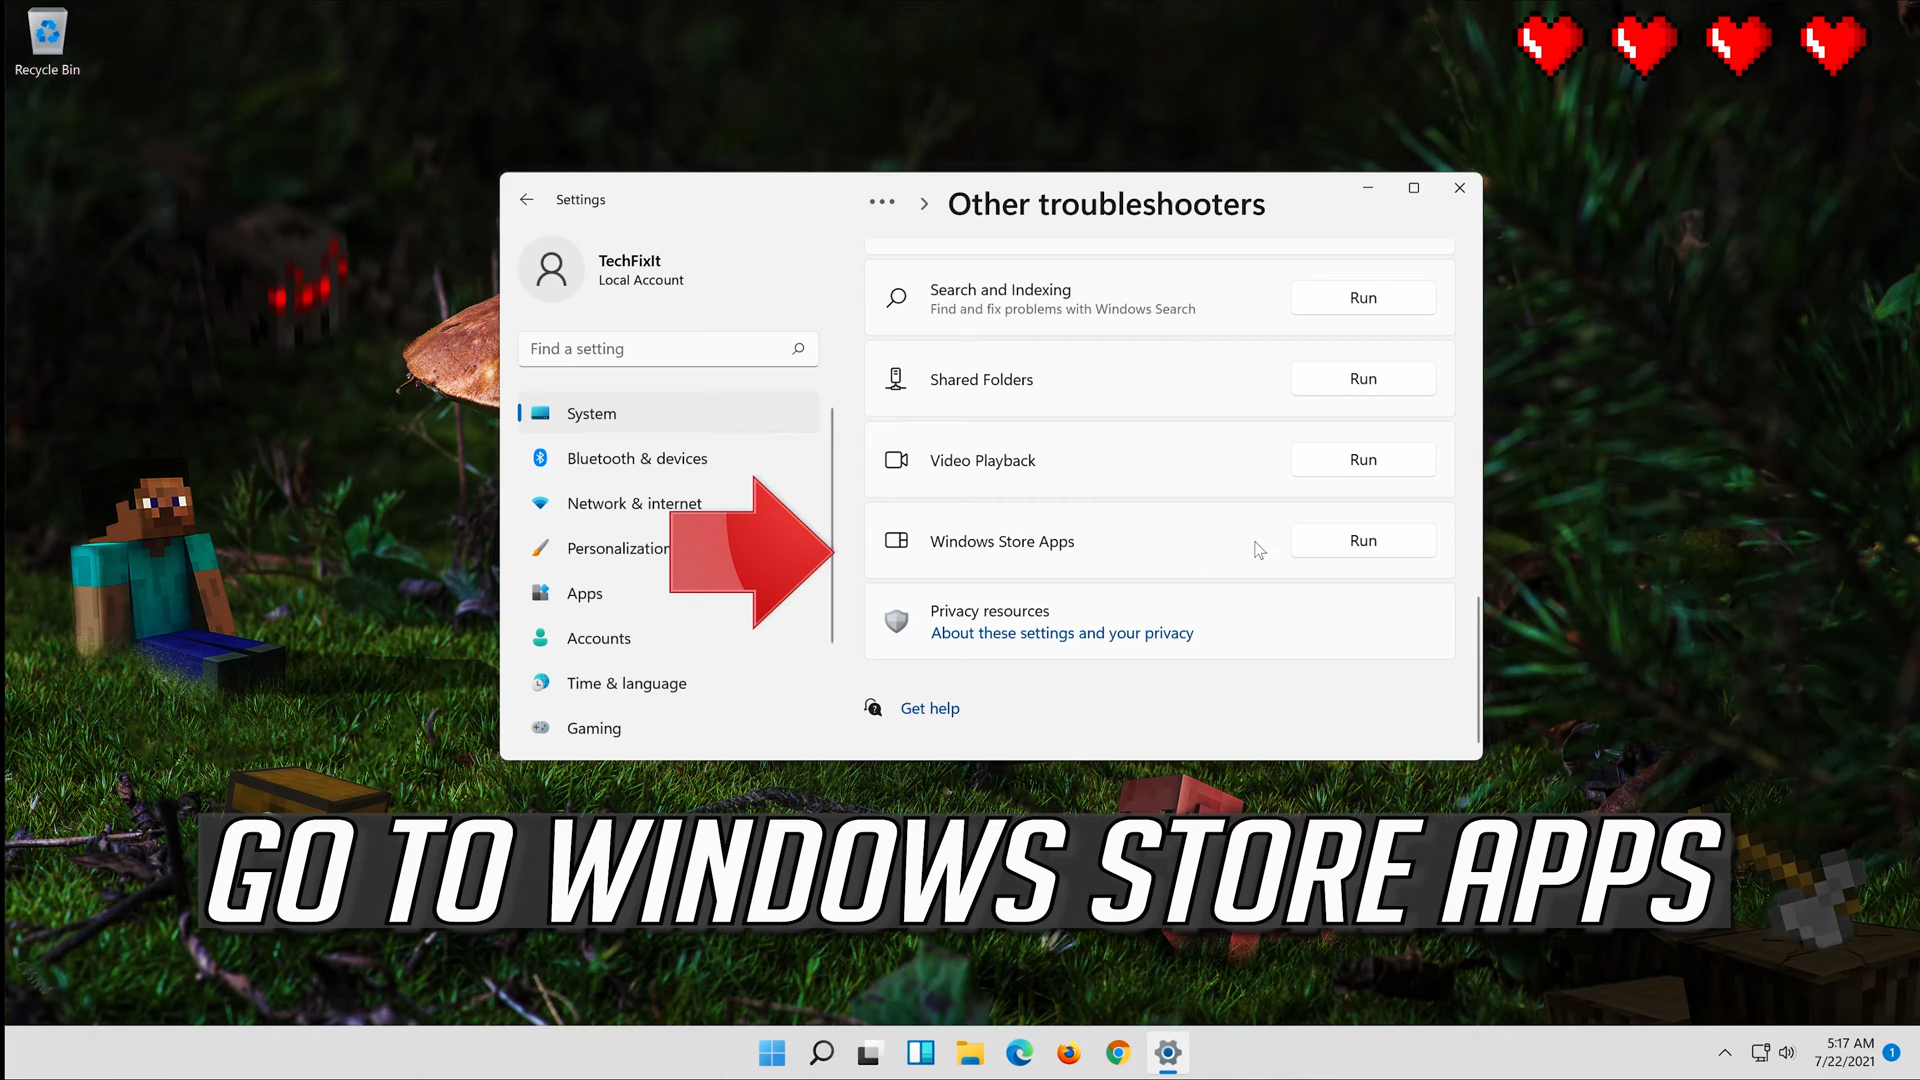 Recycle Bin
Settings
TechFixIt
Local Account
Find a setting
System
Bluetooth & devices
Network & internet
Personalization
Apps
Accounts
Time & language
Gaming
••• > Other troubleshooters
Search and Indexing
Find and fix problems with Windows Search
Run
Shared Folders
Run
Video Playback
Run
Windows Store Apps
Run
Privacy resources
About these settings and your privacy
Get help
GO TO WINDOWS STORE APPS
5:17 AM
7/22/2021
1